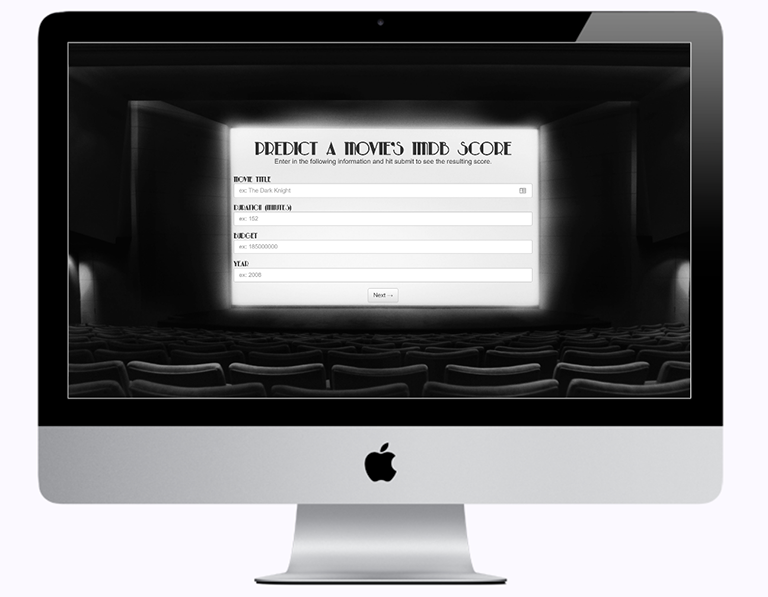 PREDICT A MOVIE'S IMDB SCORE
Enter in the following information and hit submit to see the resulting score.
MOVIE TITLE
ex: The Dark Knight
DURATION (MINUTES)
ex: 152
BUDGET
ex: 185000000
YEAR
ex: 2008
Next →